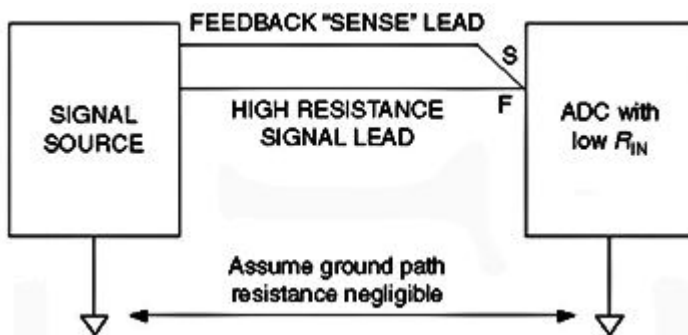 FEEDBACK "SENSE" LEAD
S
SIGNAL
SOURCE
HIGH RESISTANCE
SIGNAL LEAD
F
ADC with
low RIN
Assume ground path
resistance negligible